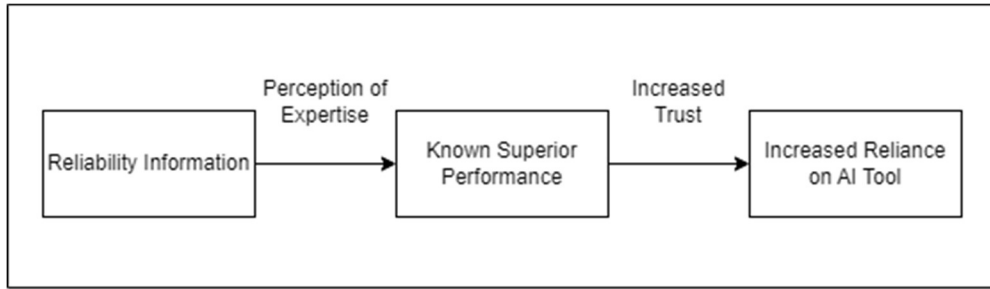 Perception of
Expertise
Increased
Trust
Reliability Information
Known Superior
Performance
Increased Reliance
on AI Tool